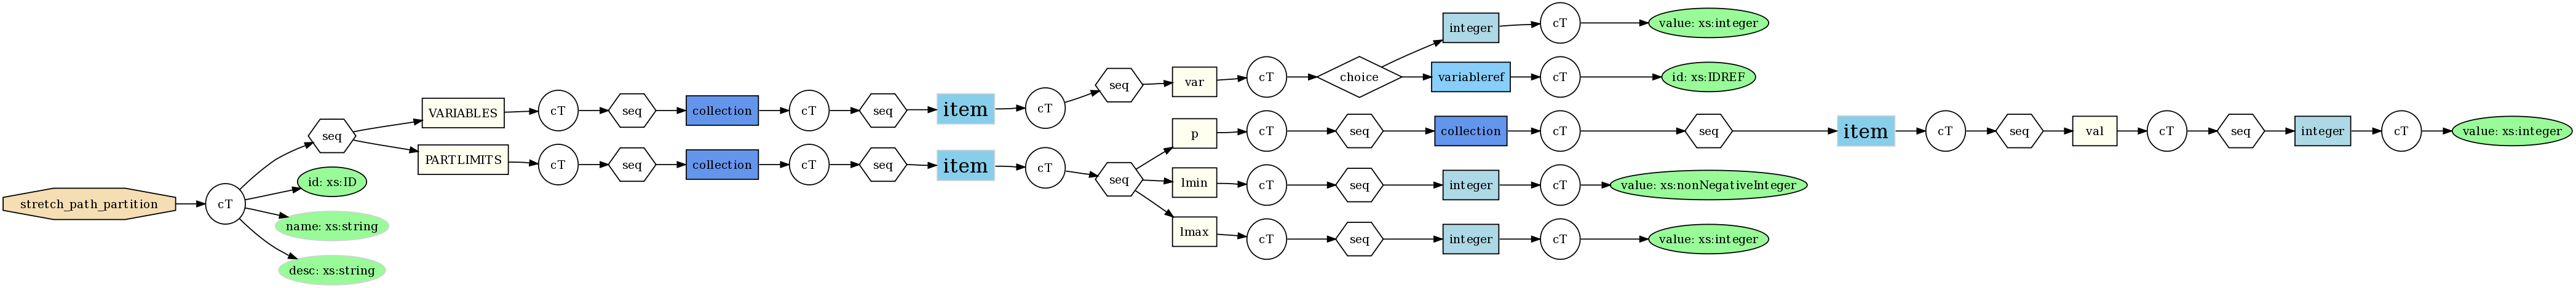 stretch_path_partition
cT
seq
id: xs:ID
name: xs:string
desc: xs:string
VARIABLES
cT
seq
collection
cT
seq
item
cT
seq
var
cT
choice
integer
cT
value: xs:integer
variableref
cT
id: xs:IDREF
PARTLIMITS
cT
seq
collection
cT
seq
item
cT
seq
p
cT
seq
collection
cT
seq
item
cT
seq
val
cT
seq
integer
cT
value: xs:integer
lmin
cT
seq
integer
cT
value: xs:nonNegativeInteger
lmax
cT
seq
integer
cT
value: xs:integer